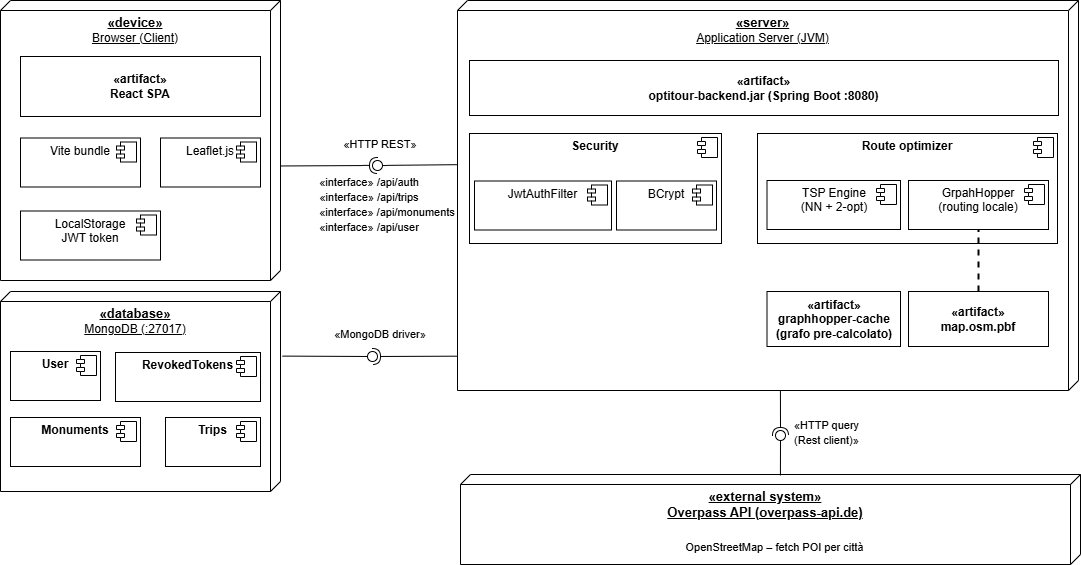 «device»
Browser (Client)
«artifact»
React SPA
Vite bundle
Leaflet.js
LocalStorage
JWT token
«HTTP REST»
«interface» /api/auth
«interface» /api/trips
«interface» /api/monuments
«interface» /api/user
«server»
Application Server (JVM)
«artifact»
optitour-backend.jar (Spring Boot :8080)
Security
JwtAuthFilter
BCrypt
Route optimizer
TSP Engine
(NN + 2-opt)
GrpahHopper
(routing locale)
«artifact»
graphhopper-cache
(grafo pre-calcolato)
«artifact»
map.osm.pbf
«database»
MongoDB (:27017)
User
RevokedTokens
Monuments
Trips
«MongoDB driver»
«HTTP query
(Rest client)»
«external system»
Overpass API (overpass-api.de)
OpenStreetMap – fetch POI per città